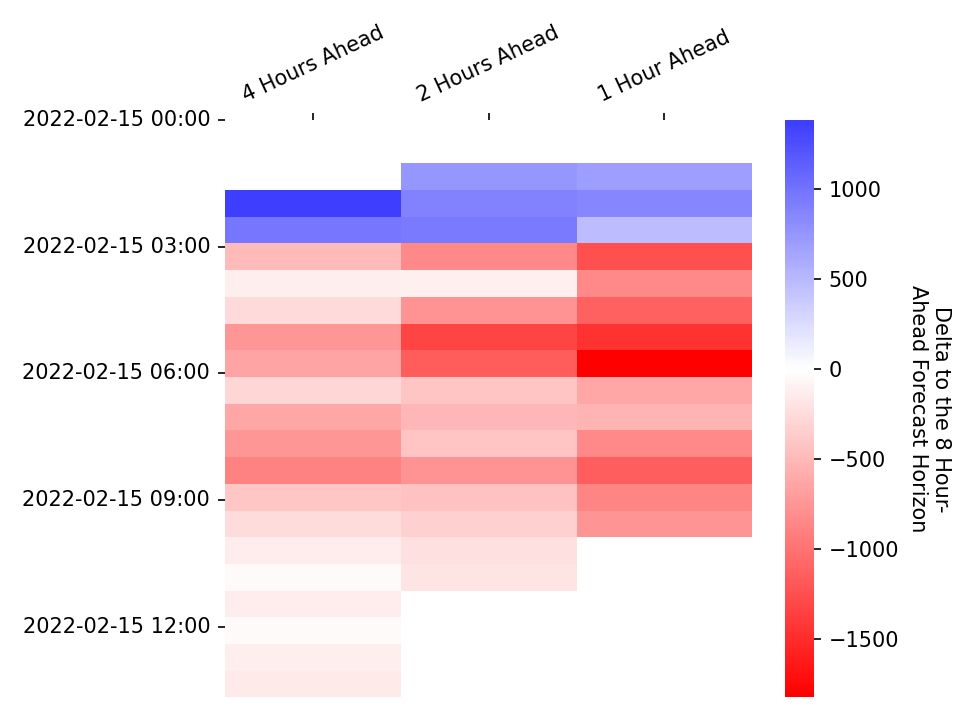 4 Hours Ahead
2 Hours Ahead
1 Hour Ahead
2022-02-15 00:00
2022-02-15 03:00
2022-02-15 06:00
2022-02-15 09:00
2022-02-15 12:00
1000
500
0
−500
−1000
−1500
Delta to the 8 Hour-
Ahead Forecast Horizon